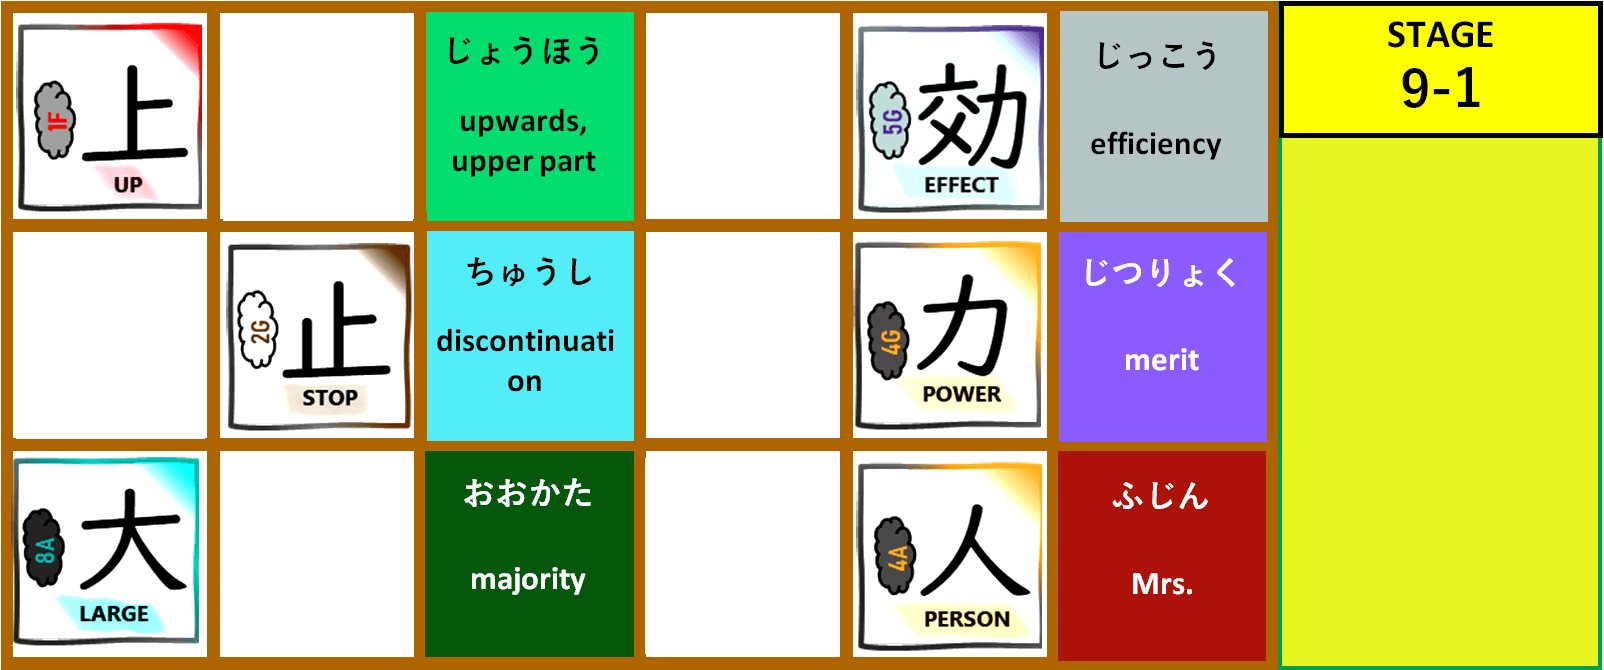 1F
上
UP
じょうほう
upwards,
upper part
5G
効
EFFECT
じっこう
efficiency
STAGE
9-1
2G
止
STOP
ちゅうし
discontinuati
on
4G
力
POWER
じつりょく
merit
8A
大
LARGE
おおかた
majority
4A
人
PERSON
ふじん
Mrs.